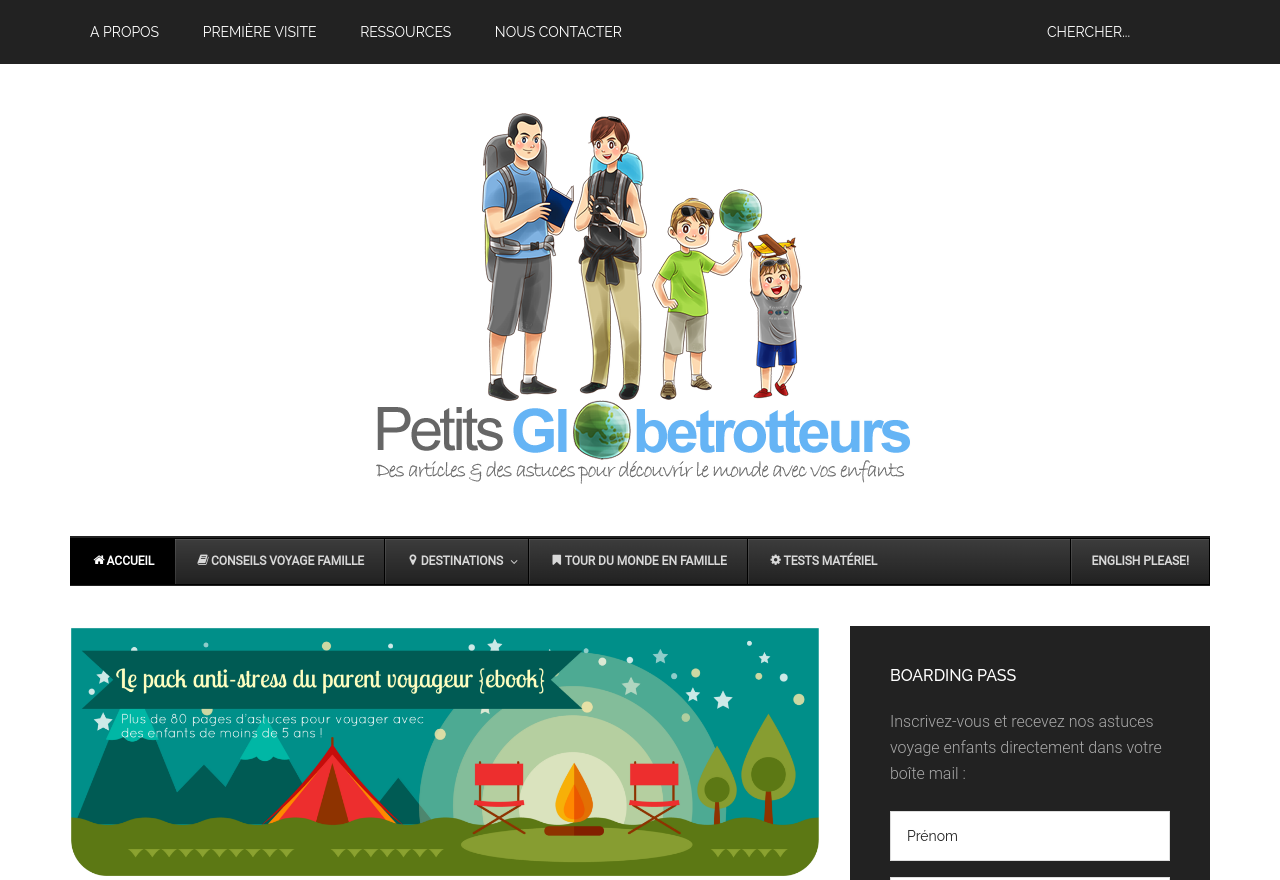 A PROPOS PREMIÈRE VISITE RESSOURCES NOUS CONTACTER CHERCHER...
Petits Globetrotteurs
Des articles & des astuces pour découvrir le monde avec vos enfants
ACCUEIL CONSEILS VOYAGE FAMILLE DESTINATIONS TOUR DU MONDE EN FAMILLE TESTS MATÉRIEL ENGLISH PLEASE!
Le pack anti-stress du parent voyageur {ebook}
Plus de 80 pages d'astuces pour voyager avec
des enfants de moins de 5 ans !
BOARDING PASS
Inscrivez-vous et recevez nos astuces
voyage enfants directement dans votre
boîte mail :
Prénom